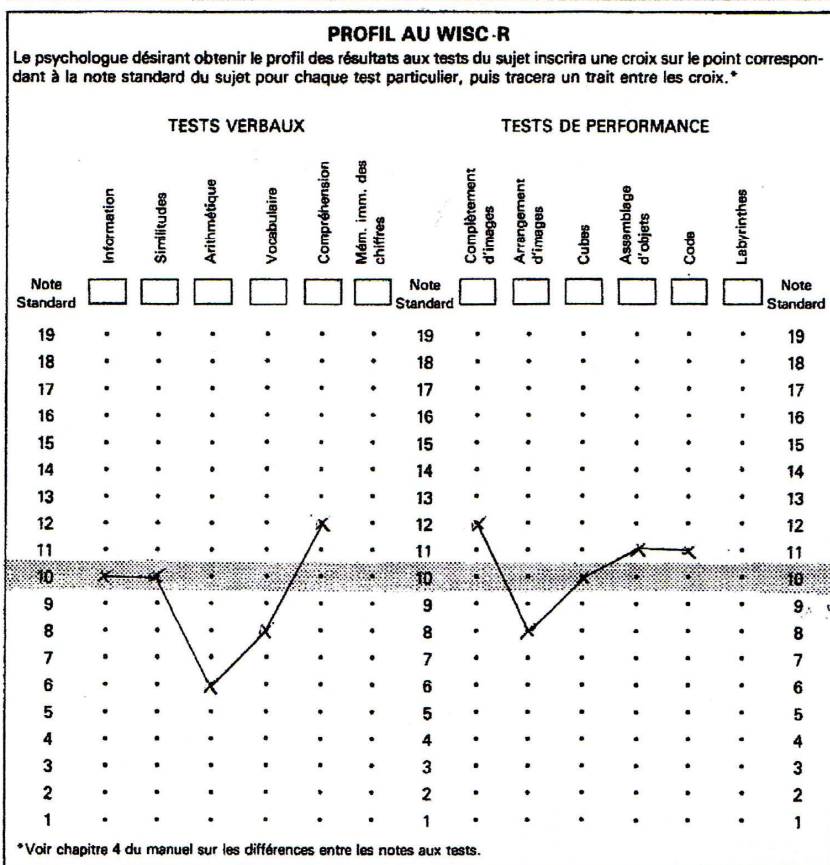 PROFIL AU WISC-R
Le psychologue désirant obtenir le profil des résultats aux tests du sujet inscrira une croix sur le point correspon-
dant à la note standard du sujet pour chaque test particulier, puis tracera un trait entre les croix.*
TESTS VERBAUX TESTS DE PERFORMANCE
Information Similitudes Arithmétique Vocabulaire Compréhension Mém. imm. des chiffres Complètement d'images Arrangement d'images Cubes Assemblage d'objets Code Labyrinthes
Note Note Note
Standard Standard Standard
19 19 19
18 18 18
17 17 17
16 16 16
15 15 15
14 14 14
13 13 13
12 12 12
11 11 11
10 10 10
9 9 9
8 8 8
7 7 7
6 6 6
5 5 5
4 4 4
3 3 3
2 2 2
1 1 1
*Voir chapitre 4 du manuel sur les différences entre les notes aux tests.